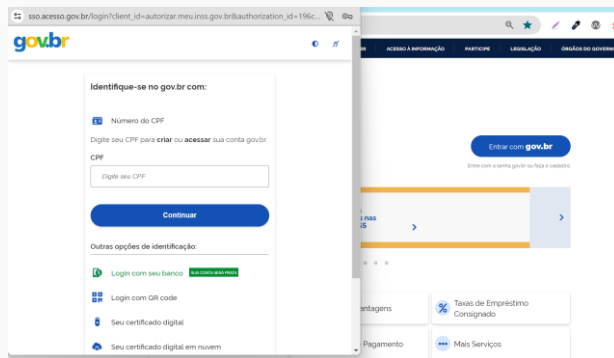 sso.acesso.gov.br/login?client_id=autorizar.meu.inss.gov.br&authorization_id=196c...
gov.br
Identifique-se no gov.br com:
Número do CPF
Digite seu CPF para criar ou acessar sua conta gov.br
CPF
Digite seu CPF
Continuar
Outras opções de identificação:
Login com seu banco SUA CONTA SERÁ PRATA
Login com QR code
Seu certificado digital
Seu certificado digital em nuvem
ACESSO À INFORMAÇÃO PARTICIPE LEGISLAÇÃO ÓRGÃOS DO GOVERNO
Entrar com gov.br
Entre com a senha gov.br ou faça o cadastro
s nas
Taxas de Empréstimo
Consignado
Pagamento
Mais Serviços